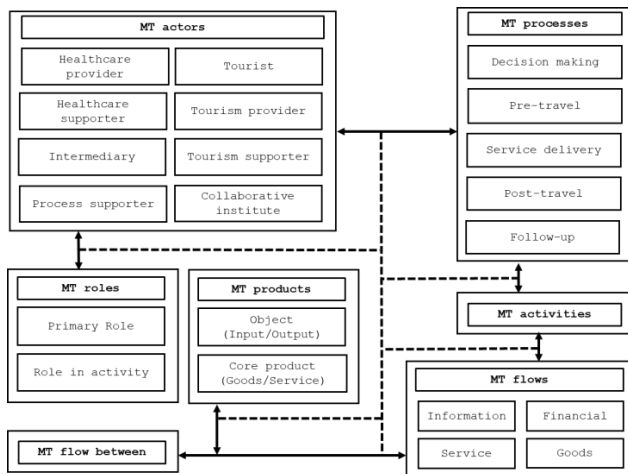 MT actors
Healthcare
provider
Tourist
Healthcare
supporter
Tourism provider
Intermediary
Tourism supporter
Process supporter
Collaborative
institute
MT processes
Decision making
Pre-travel
Service delivery
Post-travel
Follow-up
MT roles
Primary Role
Role in activity
MT products
Object
(Input/Output)
Core product
(Goods/Service)
MT activities
MT flows
Information
Financial
Service
Goods
MT flow between